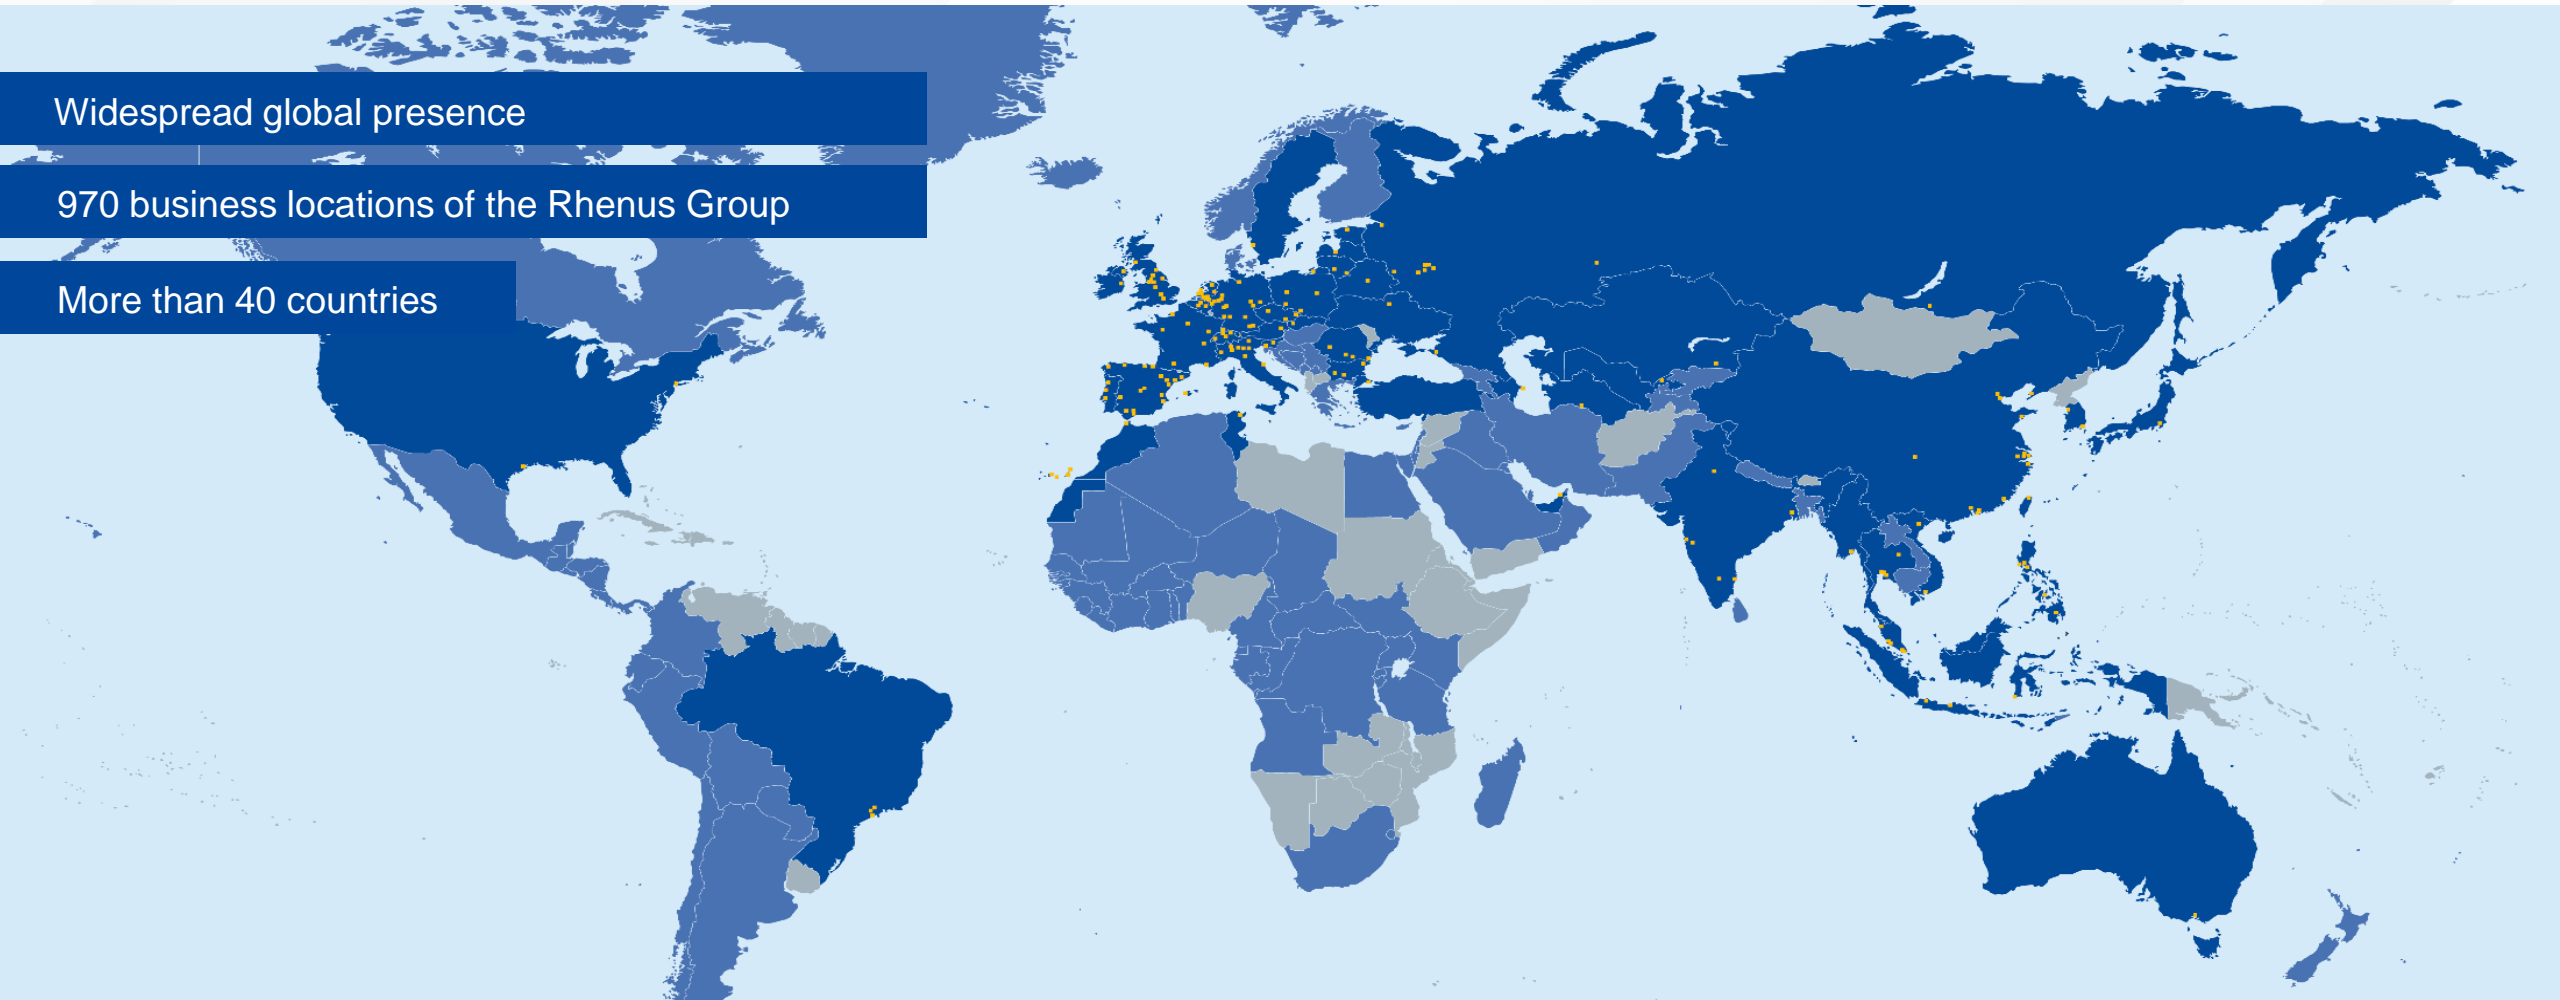 Widespread global presence
970 business locations of the Rhenus Group
More than 40 countries